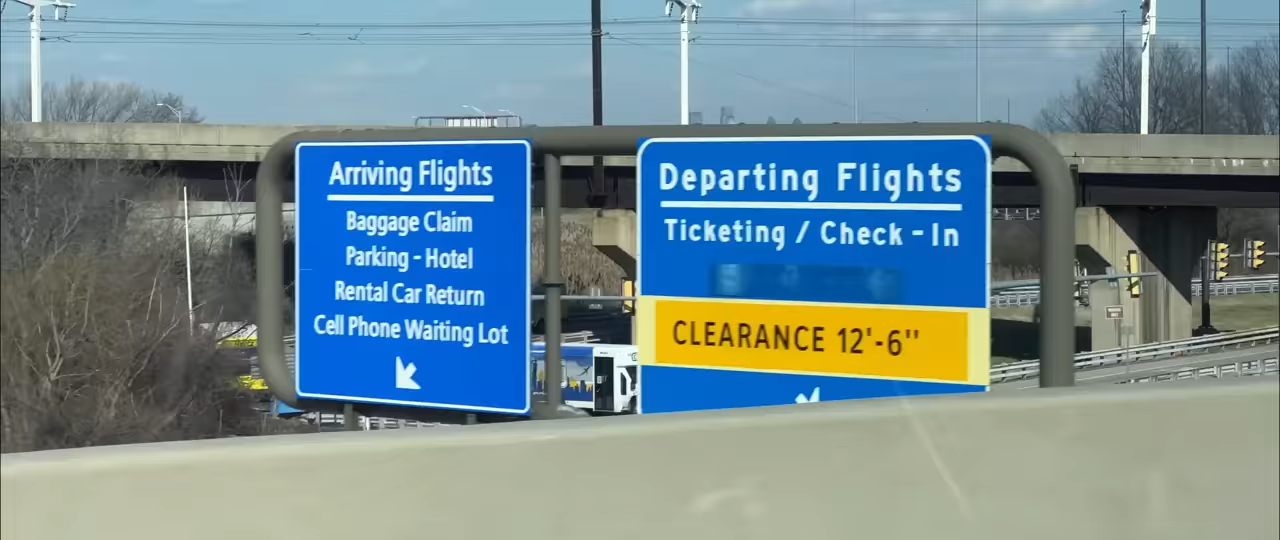 Arriving Flights
Baggage Claim
Parking - Hotel
Rental Car Return
Cell Phone Waiting Lot
Departing Flights
Ticketing / Check - In
CLEARANCE 12'-6"